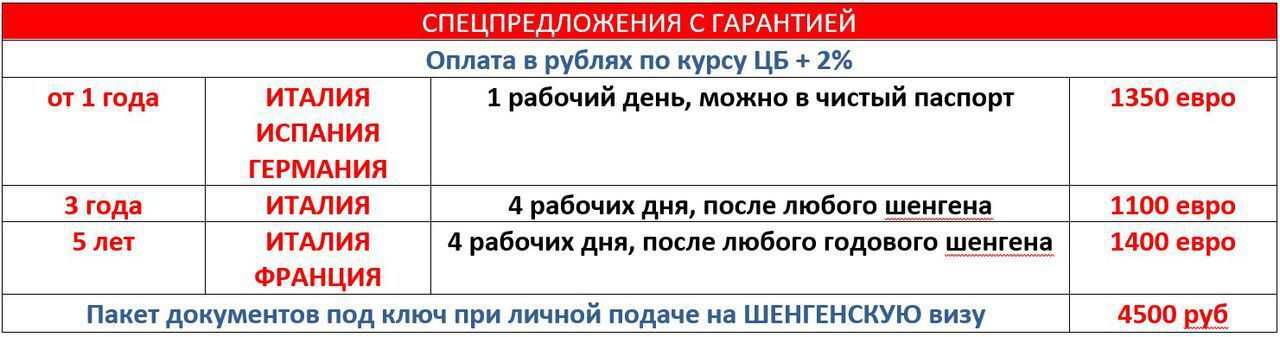 СПЕЦПРЕДЛОЖЕНИЯ С ГАРАНТИЕЙ
Оплата в рублях по курсу ЦБ + 2%
от 1 года ИТАЛИЯ 1 рабочий день, можно в чистый паспорт 1350 евро
ИСПАНИЯ
ГЕРМАНИЯ
3 года ИТАЛИЯ 4 рабочих дня, после любого шенгена 1100 евро
5 лет ИТАЛИЯ 4 рабочих дня, после любого годового шенгена 1400 евро
ФРАНЦИЯ
Пакет документов под ключ при личной подаче на ШЕНГЕНСКУЮ визу 4500 руб